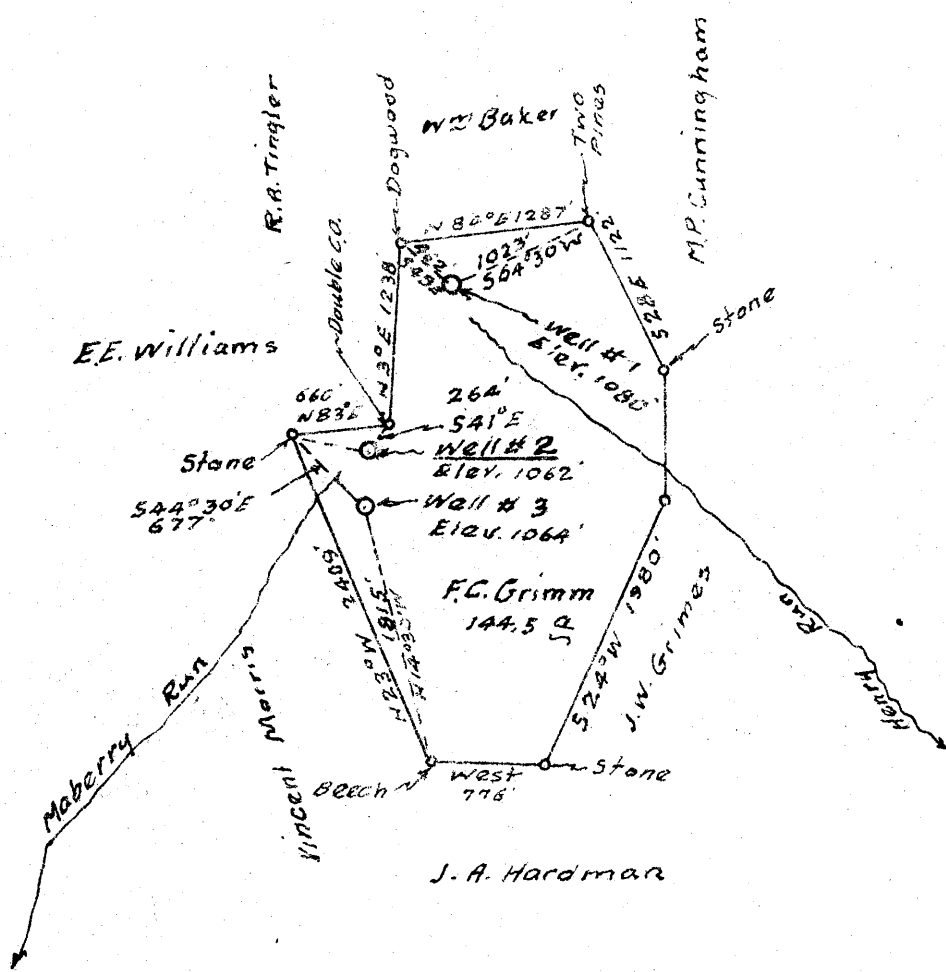 R.R. Tingler
Dogwood
Wm Baker
Two
Pines
M.P. Cunningham
Double C.O.
1287'
1023'
S64°30'W
S28E 1122
N3°E 1238'
Well #1
Elev. 1080'
Stone
E.E. Williams
660'
N83°E
264'
S41°E
Well #2
Elev. 1062'
Stone
S44°30'E
677'
Well #3
Elev. 1064'
F.C. Grimm
144.5 a
2409'
N23°W
1815'
N14°30'W
S24°W 1980'
J.W. Grimes
Henry Run
Maberry Run
Vincent Morris
Beech
West
776'
Stone
J. A. Hardman